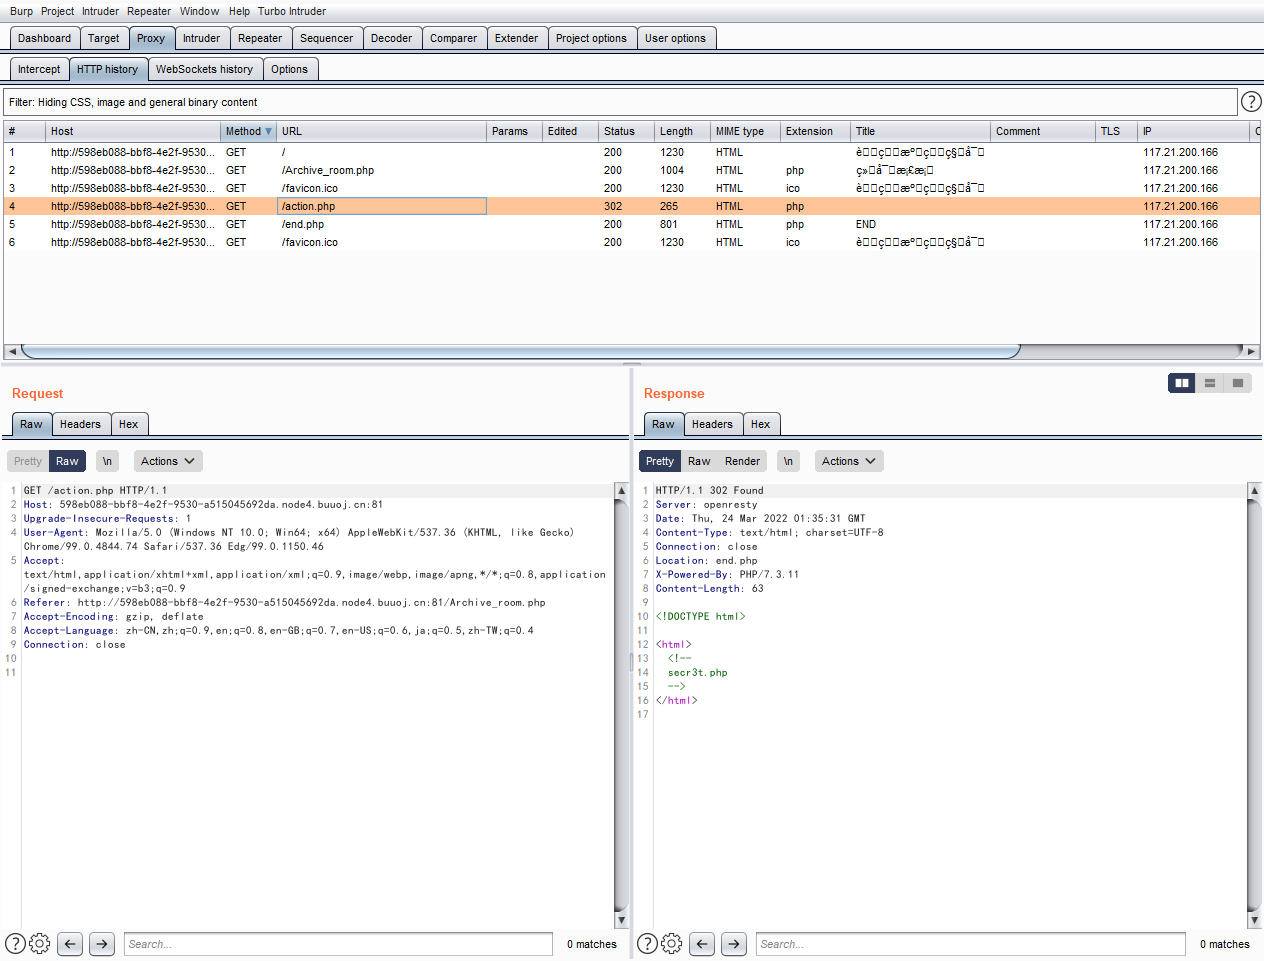 Burp Project Intruder Repeater Window Help Turbo Intruder
Dashboard Target Proxy Intruder Repeater Sequencer Decoder Comparer Extender Project options User options
Intercept HTTP history WebSockets history Options
Filter: Hiding CSS, image and general binary content ?
# Host Method URL Params Edited Status Length MIME type Extension Title Comment TLS IP C
1 http://598eb088-bbf8-4e2f-9530... GET / 200 1230 HTML 117.21.200.166
2 http://598eb088-bbf8-4e2f-9530... GET /Archive_room.php 200 1004 HTML php 117.21.200.166
3 http://598eb088-bbf8-4e2f-9530... GET /favicon.ico 200 1230 HTML ico 117.21.200.166
4 http://598eb088-bbf8-4e2f-9530... GET /action.php 302 265 HTML php 117.21.200.166
5 http://598eb088-bbf8-4e2f-9530... GET /end.php 200 801 HTML php END 117.21.200.166
6 http://598eb088-bbf8-4e2f-9530... GET /favicon.ico 200 1230 HTML ico 117.21.200.166
Request
Raw Headers Hex
Pretty Raw \n Actions
1 GET /action.php HTTP/1.1
2 Host: 598eb088-bbf8-4e2f-9530-a515045692da.node4.buuoj.cn:81
3 Upgrade-Insecure-Requests: 1
4 User-Agent: Mozilla/5.0 (Windows NT 10.0; Win64; x64) AppleWebKit/537.36 (KHTML, like Gecko)
Chrome/99.0.4844.74 Safari/537.36 Edg/99.0.1150.46
5 Accept:
text/html,application/xhtml+xml,application/xml;q=0.9,image/webp,image/apng,*/*;q=0.8,application
/signed-exchange;v=b3;q=0.9
6 Referer: http://598eb088-bbf8-4e2f-9530-a515045692da.node4.buuoj.cn:81/Archive_room.php
7 Accept-Encoding: gzip, deflate
8 Accept-Language: zh-CN,zh;q=0.9,en;q=0.8,en-GB;q=0.7,en-US;q=0.6,ja;q=0.5,zh-TW;q=0.4
9 Connection: close
10
11
? Search... 0 matches
Response
Raw Headers Hex
Pretty Raw Render \n Actions
1 HTTP/1.1 302 Found
2 Server: openresty
3 Date: Thu, 24 Mar 2022 01:35:31 GMT
4 Content-Type: text/html; charset=UTF-8
5 Connection: close
6 Location: end.php
7 X-Powered-By: PHP/7.3.11
8 Content-Length: 63
9
10 <!DOCTYPE html>
11
12 <html>
13 <!--
14 secr3t.php
15 -->
16 </html>
17
? Search... 0 matches